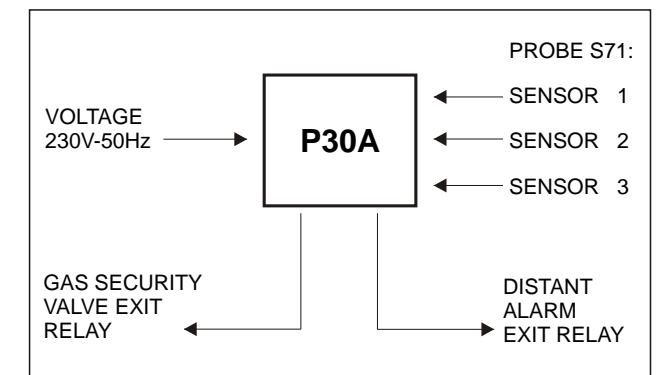 PROBE S71:
VOLTAGE
230V-50Hz
P30A
SENSOR 1
SENSOR 2
SENSOR 3
GAS SECURITY
VALVE EXIT
RELAY
DISTANT
ALARM
EXIT RELAY